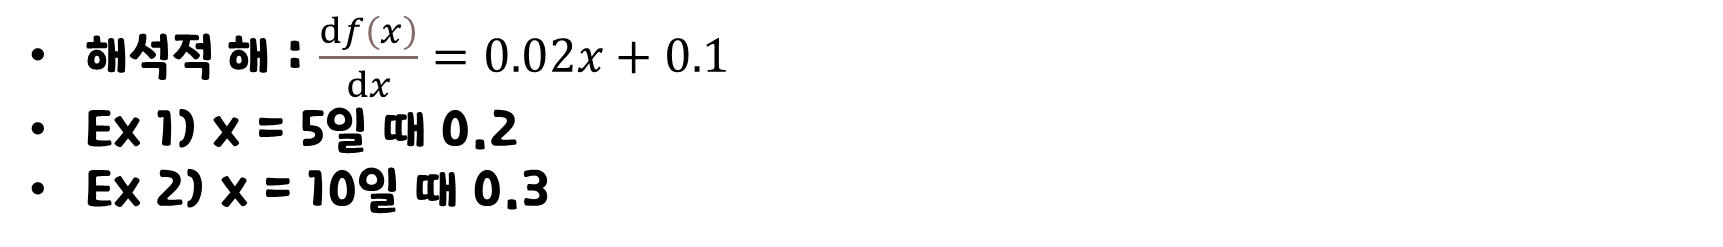 • 해석적 해 : df(x)/dx = 0.02x + 0.1
• Ex 1) x = 5일 때 0.2
• Ex 2) x = 10일 때 0.3